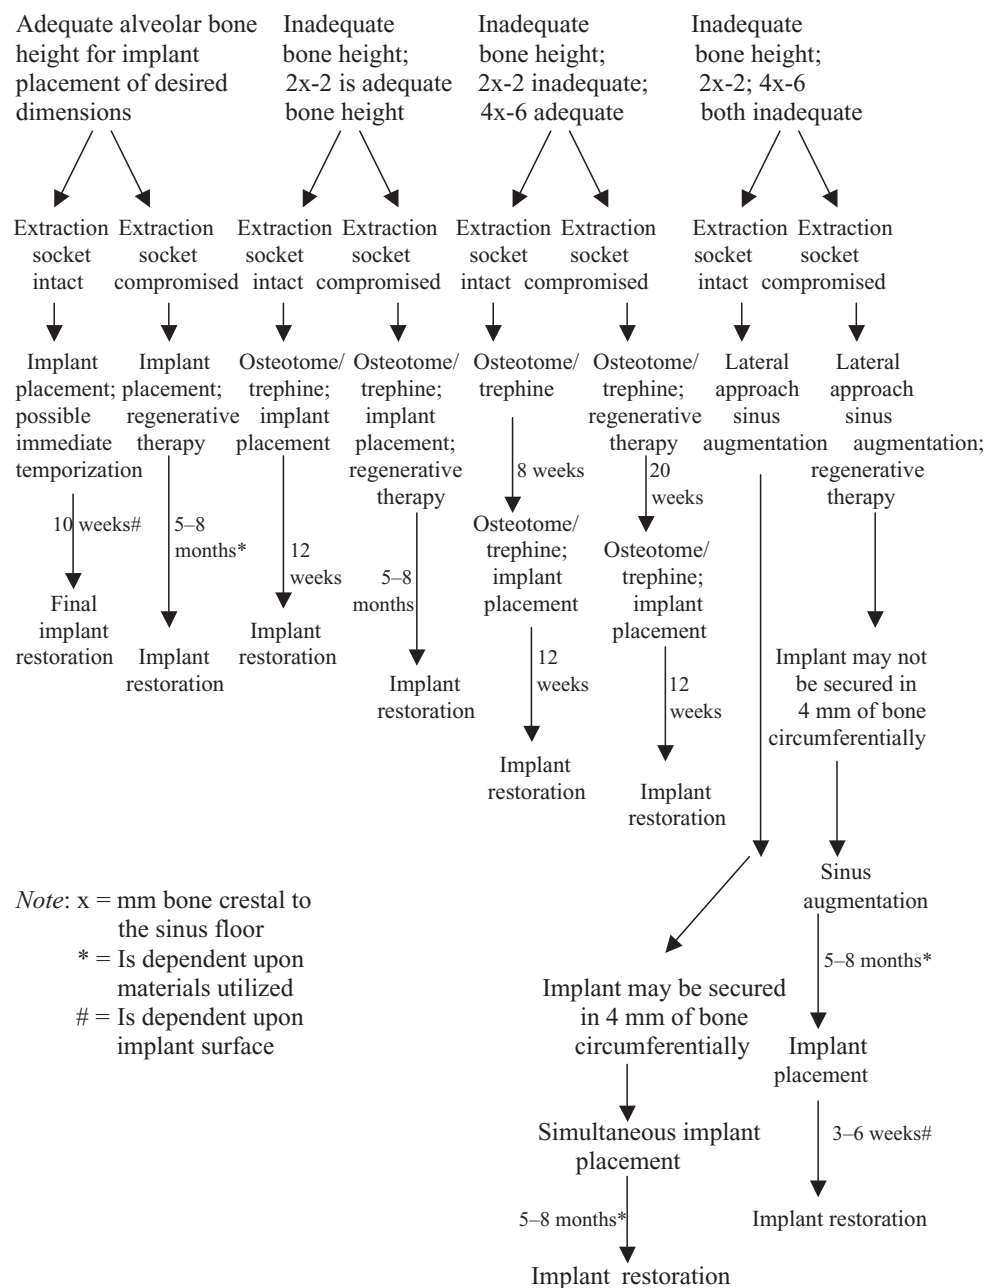 Adequate alveolar bone
height for implant
placement of desired
dimensions
Inadequate
bone height;
2x-2 is adequate
bone height
Inadequate
bone height;
2x-2 inadequate;
4x-6 adequate
Inadequate
bone height;
2x-2; 4x-6
both inadequate
Extraction
socket
intact
Extraction
socket
compromised
Extraction
socket
intact
Extraction
socket
compromised
Extraction
socket
intact
Extraction
socket
compromised
Extraction
socket
intact
Extraction
socket
compromised
Implant
placement;
possible
immediate
temporization
Implant
placement;
regenerative
therapy
Osteotome/
trephine;
implant
placement
Osteotome/
trephine;
implant
placement;
regenerative
therapy
Osteotome/
trephine
Osteotome/
trephine;
regenerative
therapy
Lateral
approach
sinus
augmentation
Lateral
approach
sinus
augmentation;
regenerative
therapy
10 weeks#
5–8
months*
12
weeks
5–8
months
8 weeks
20
weeks
Final
implant
restoration
Implant
restoration
Implant
restoration
Implant
restoration
Osteotome/
trephine;
implant
placement
Osteotome/
trephine;
implant
placement
12
weeks
12
weeks
Implant
restoration
Implant
restoration
Implant may not
be secured in
4 mm of bone
circumferentially
Sinus
augmentation
5–8 months*
Implant
placement
3–6 weeks#
Implant restoration
Implant may be secured
in 4 mm of bone
circumferentially
Simultaneous implant
placement
5–8 months*
Implant restoration
Note: x = mm bone crestal to
the sinus floor
* = Is dependent upon
materials utilized
# = Is dependent upon
implant surface